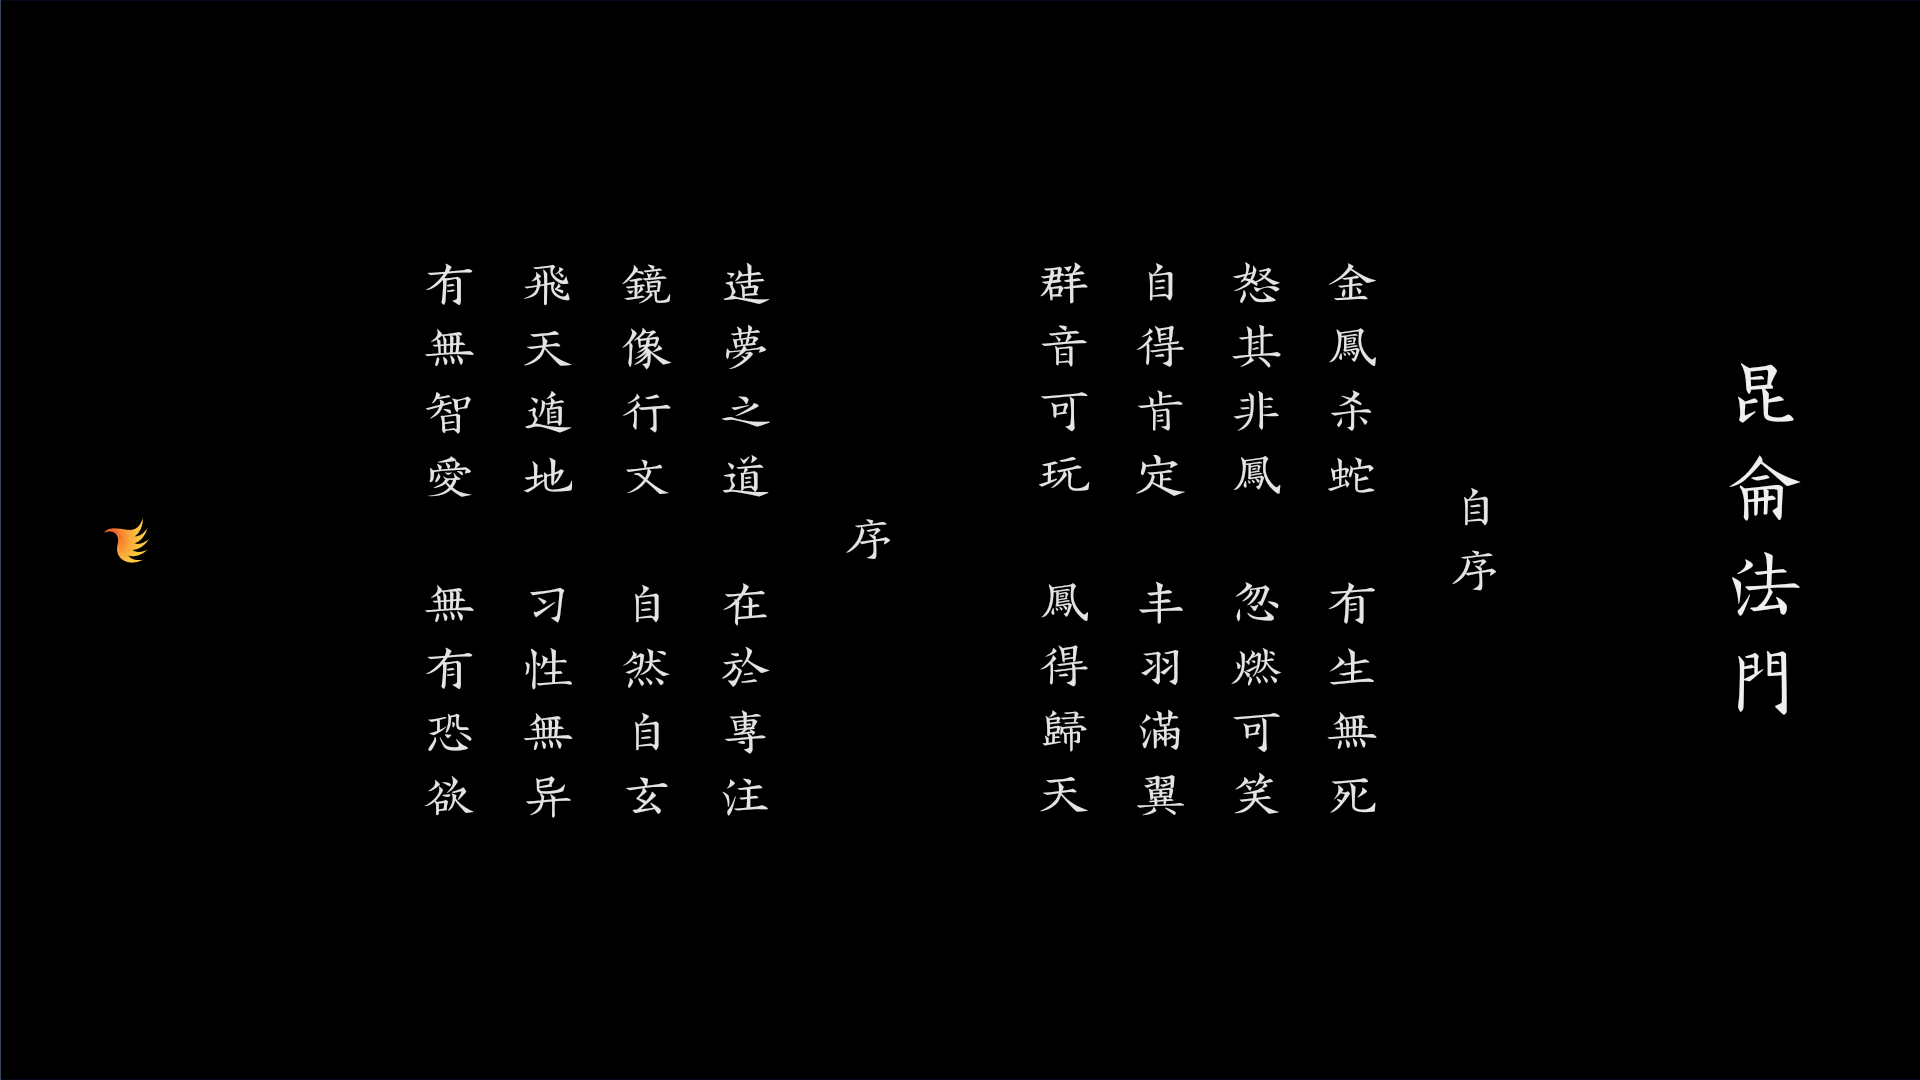 昆侖法門
自序
金鳳杀蛇 有生無死
怒其非鳳 忽燃可笑
自得肯定 丰羽滿翼
群音可玩 鳳得歸天
序
造夢之道 在於專注
鏡像行文 自然自玄
飛天遁地 习性無异
有無智愛 無有恐欲